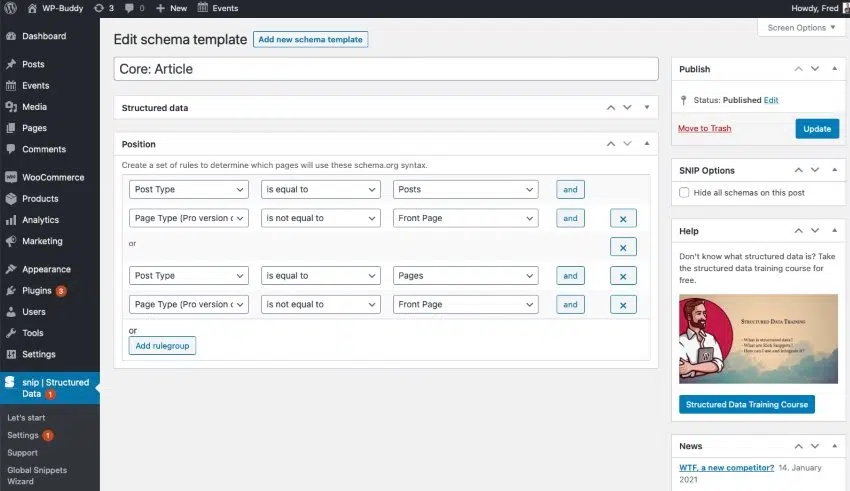 WP-Buddy
3
0
New
Events
Howdy, Fred
Screen Options
Dashboard
Posts
Events
Media
Pages
Comments
WooCommerce
Products
Analytics
Marketing
Appearance
Plugins 3
Users
Tools
Settings
snip | Structured
Data 1
Let's start
Settings 1
Support
Global Snippets
Wizard
Edit schema template
Add new schema template
Core: Article
Structured data
Position
Create a set of rules to determine which pages will use these schema.org syntax.
Post Type is equal to Posts and
Page Type (Pro version is not equal to Front Page and
or
Post Type is equal to Pages and
Page Type (Pro version is not equal to Front Page and
or
Add rulegroup
Publish
Status: Published Edit
Move to Trash
Update
SNIP Options
Hide all schemas on this post
Help
Don't know what structured data is? Take
the structured data training course for
free.
Structured Data Training
- What is structured data?
- What are Rich Snippets?
- How can I use and integrate it?
Structured Data Training Course
News
WTF, a new competitor? 14. January
2021